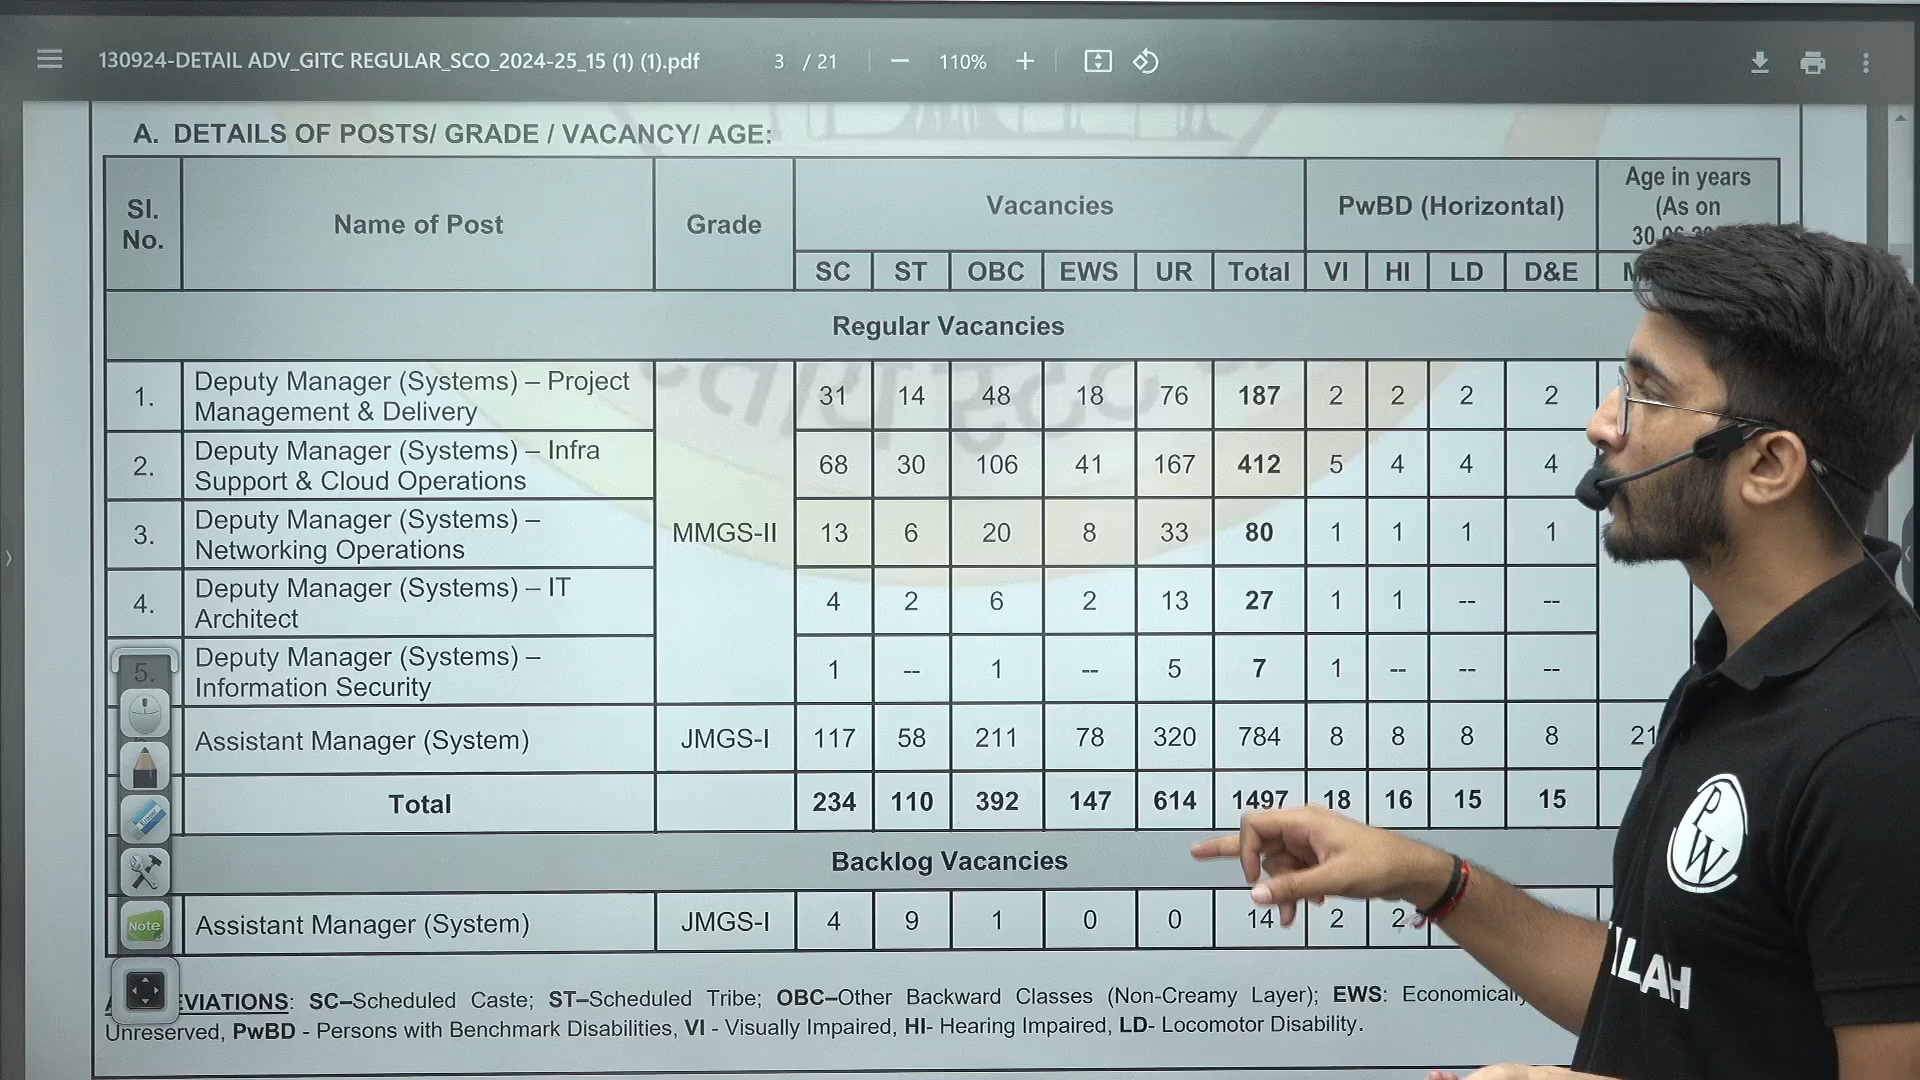 130924-DETAIL ADV_GITC REGULAR_SCO_2024-25_15 (1) (1).pdf 3 / 21 110%
A. DETAILS OF POSTS/ GRADE / VACANCY/ AGE:
Sl. No. Name of Post Grade Vacancies PwBD (Horizontal) Age in years (As on
SC ST OBC EWS UR Total VI HI LD D&E
Regular Vacancies
1. Deputy Manager (Systems) – Project Management & Delivery 31 14 48 18 76 187 2 2 2 2
2. Deputy Manager (Systems) – Infra Support & Cloud Operations 68 30 106 41 167 412 5 4 4 4
3. Deputy Manager (Systems) – Networking Operations MMGS-II 13 6 20 8 33 80 1 1 1 1
4. Deputy Manager (Systems) – IT Architect 4 2 6 2 13 27 1 1 -- --
5. Deputy Manager (Systems) – Information Security 1 -- 1 -- 5 7 1 -- -- --
Assistant Manager (System) JMGS-I 117 58 211 78 320 784 8 8 8 8 21
Total 234 110 392 147 614 1497 18 16 15 15
Backlog Vacancies
Assistant Manager (System) JMGS-I 4 9 1 0 0 14 2 2
EVIATIONS: SC–Scheduled Caste; ST–Scheduled Tribe; OBC–Other Backward Classes (Non-Creamy Layer); EWS: Economically
Unreserved, PwBD - Persons with Benchmark Disabilities, VI - Visually Impaired, HI- Hearing Impaired, LD- Locomotor Disability.
Note
PW
LAH